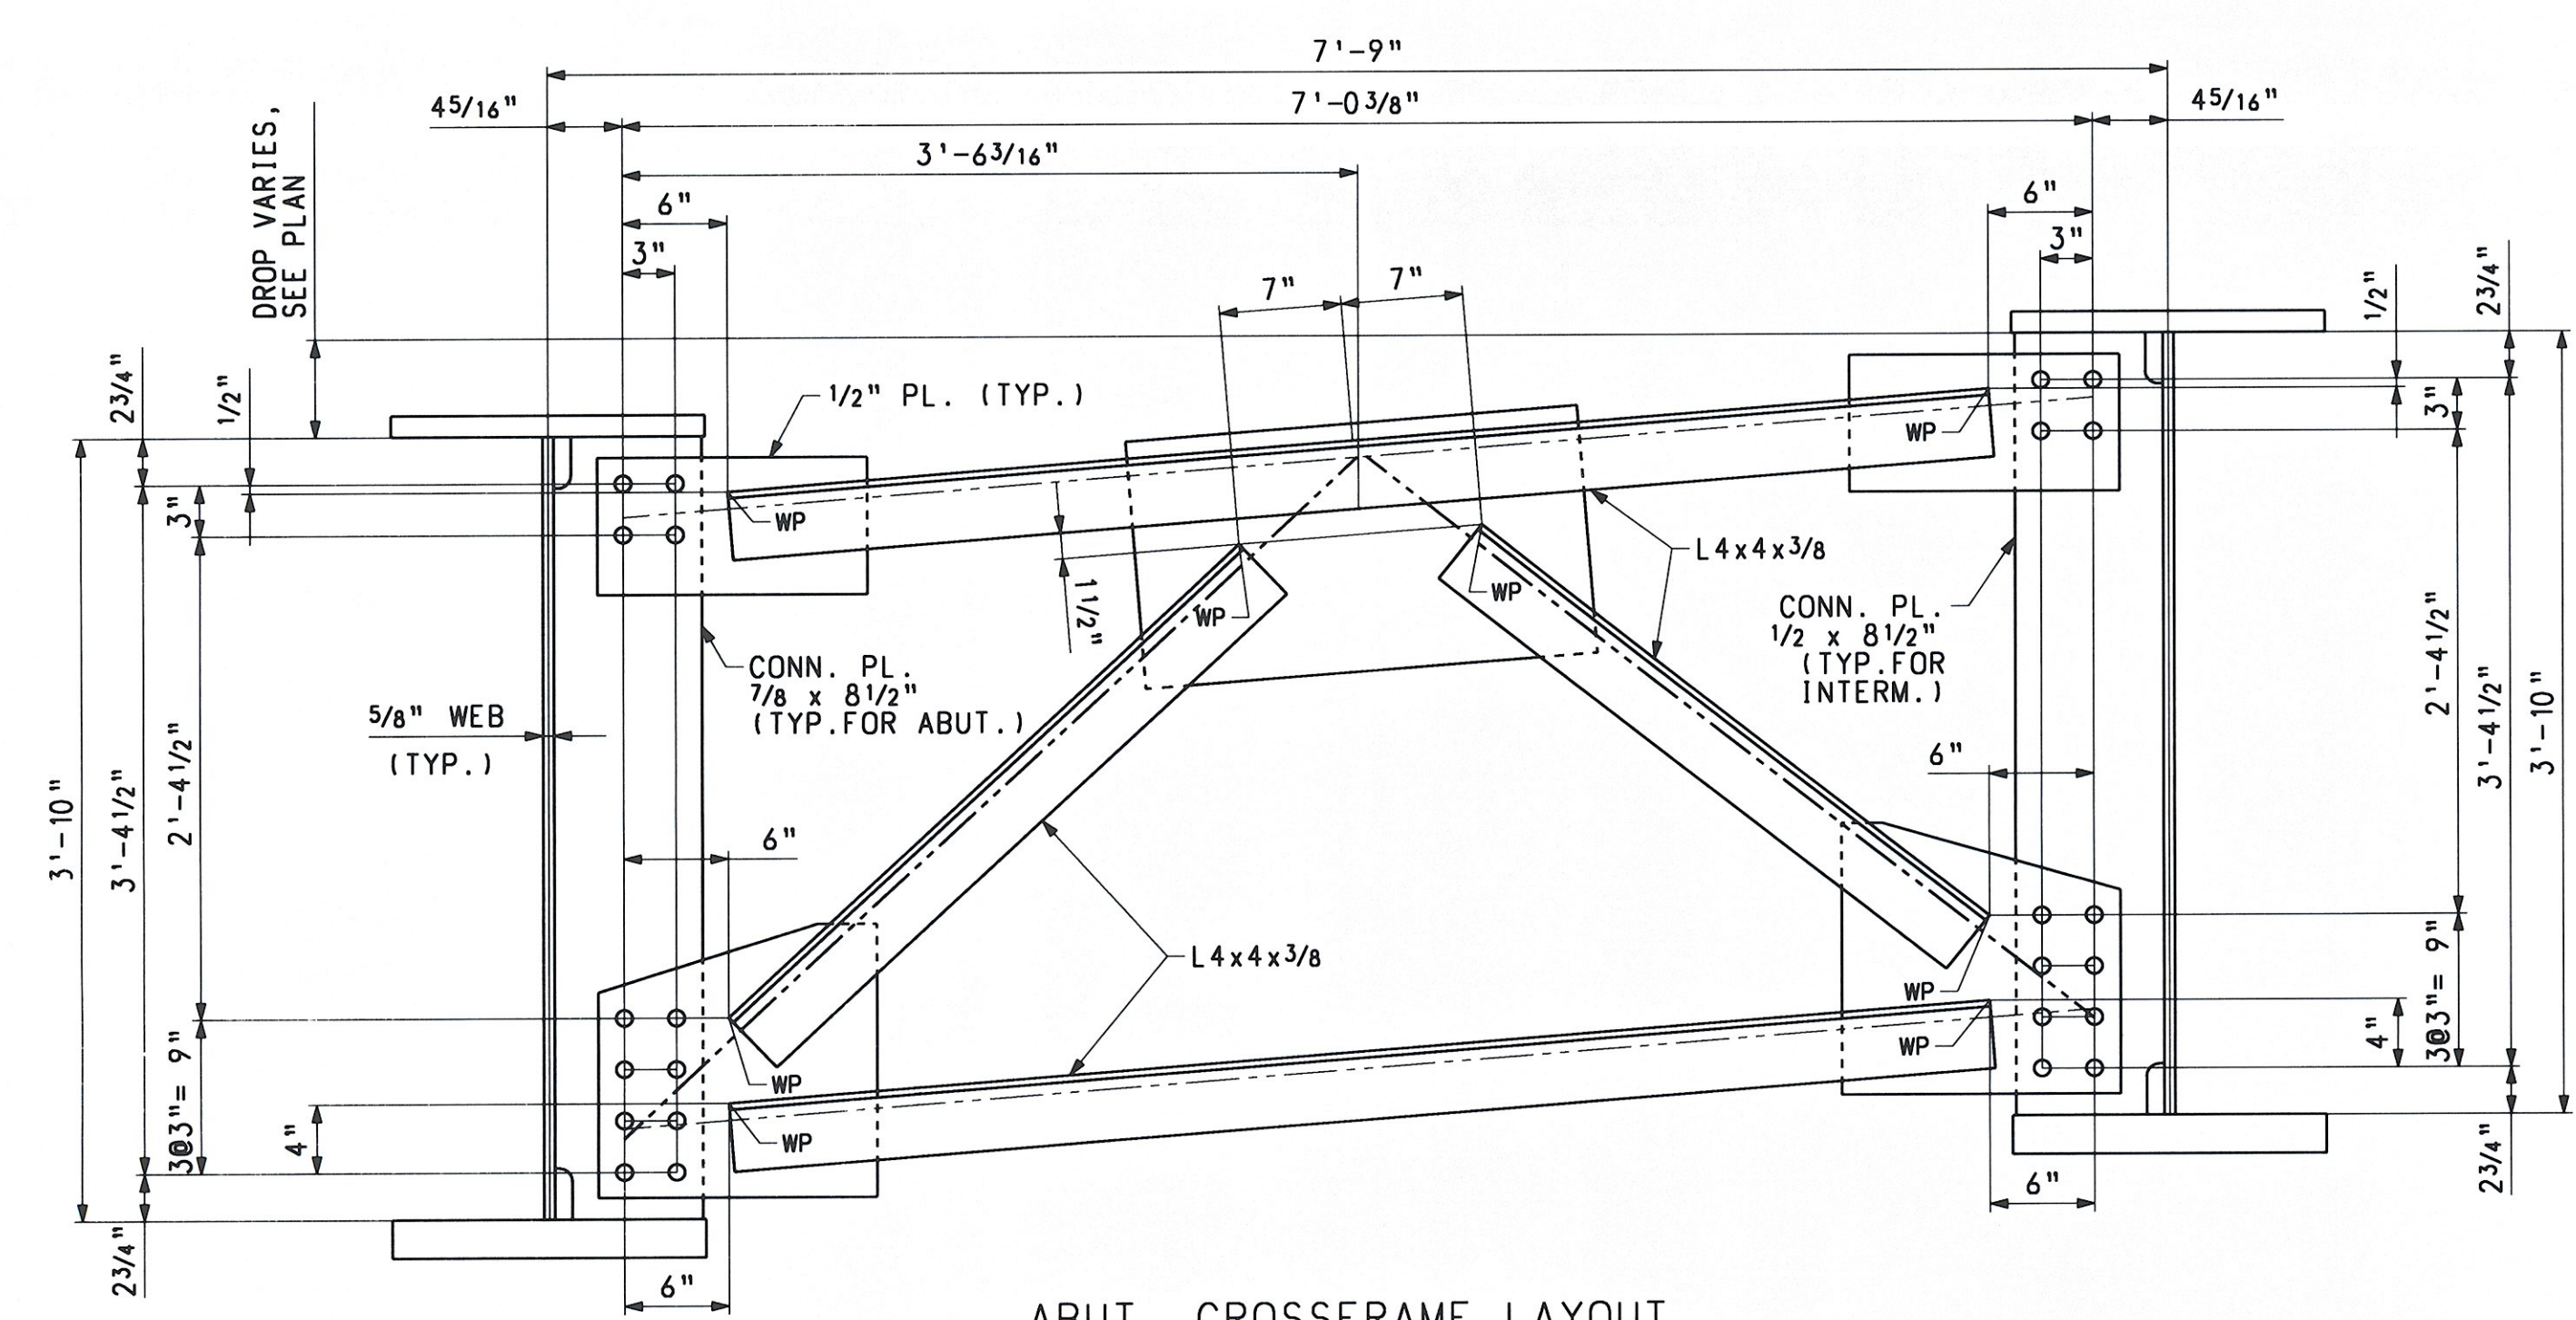 7'-9"
4 5/16"
7'-0 3/8"
4 5/16"
3'-6 3/16"
6"
3"
7"
7"
6"
3"
DROP VARIES,
SEE PLAN
2 3/4"
1/2"
1/2"
2 3/4"
1/2" PL. (TYP.)
3"
3"
WP
WP
L4x4x3/8
WP
WP
1 1/2"
CONN. PL.
7/8 x 8 1/2"
(TYP.FOR ABUT.)
CONN. PL.
1/2 x 8 1/2"
(TYP.FOR
INTERM.)
5/8" WEB
(TYP.)
3'-10"
3'-4 1/2"
2'-4 1/2"
2'-4 1/2"
3'-4 1/2"
3'-10"
6"
6"
L4x4x3/8
WP
WP
WP
WP
3@3"= 9"
4"
4"
3@3"= 9"
2 3/4"
2 3/4"
6"
6"
ABUT. CROSSFRAME LAYOUT